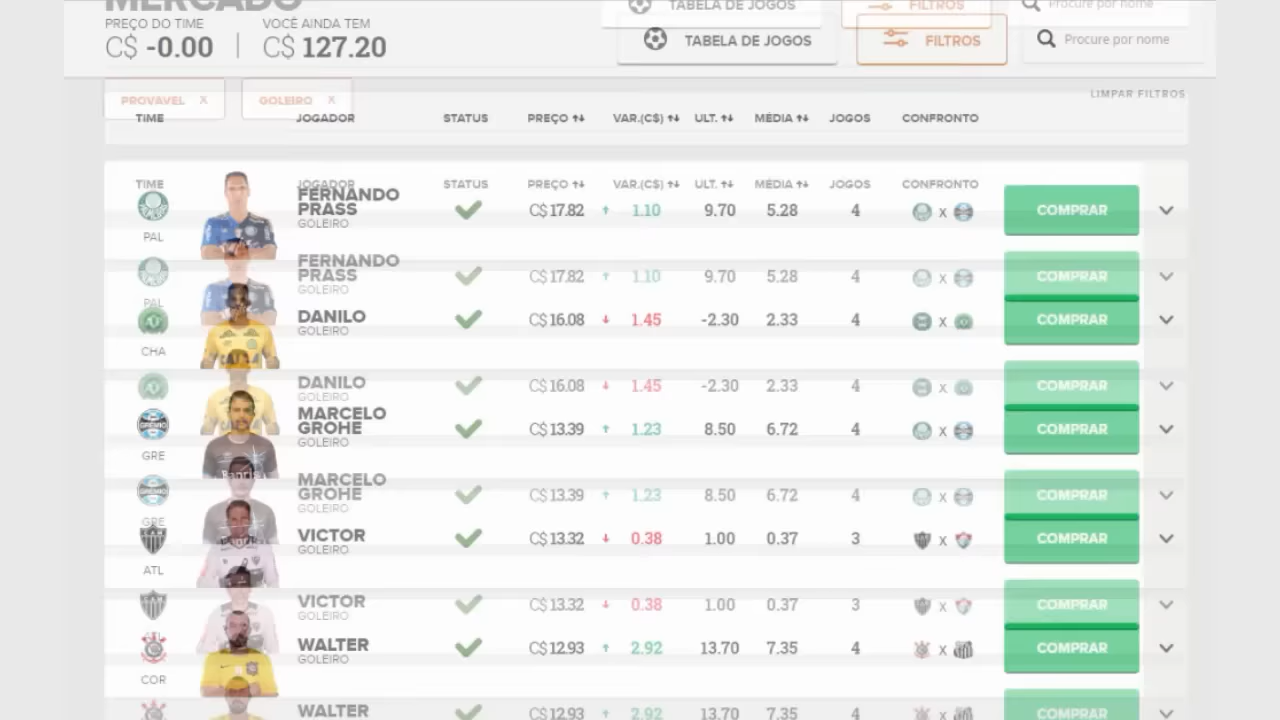 MERCADO
PREÇO DO TIME VOCÊ AINDA TEM
C$ -0.00 C$ 127.20
TABELA DE JOGOS FILTROS Procure por nome
TABELA DE JOGOS FILTROS Procure por nome
PROVÁVEL X GOLEIRO X LIMPAR FILTROS
TIME JOGADOR STATUS PREÇO VAR.(C$) ULT. MÉDIA JOGOS CONFRONTO
TIME JOGADOR STATUS PREÇO VAR.(C$) ULT. MÉDIA JOGOS CONFRONTO
FERNANDO
PRASS
GOLEIRO
PAL C$ 17.82 1.10 9.70 5.28 4 X COMPRAR
FERNANDO
PRASS
GOLEIRO
PAL C$ 17.82 1.10 9.70 5.28 4 X COMPRAR
DANILO
GOLEIRO
CHA C$ 16.08 1.45 -2.30 2.33 4 X COMPRAR
DANILO
GOLEIRO
C$ 16.08 1.45 -2.30 2.33 4 X COMPRAR
MARCELO
GROHE
GOLEIRO
GRE C$ 13.39 1.23 8.50 6.72 4 X COMPRAR
MARCELO
GROHE
GOLEIRO
GRE C$ 13.39 1.23 8.50 6.72 4 X COMPRAR
VICTOR
GOLEIRO
ATL C$ 13.32 0.38 1.00 0.37 3 X COMPRAR
VICTOR
GOLEIRO
C$ 13.32 0.38 1.00 0.37 3 X COMPRAR
WALTER
GOLEIRO
COR C$ 12.93 2.92 13.70 7.35 4 X COMPRAR
WALTER
C$ 12.93 2.92 13.70 7.35 4 X COMPRAR